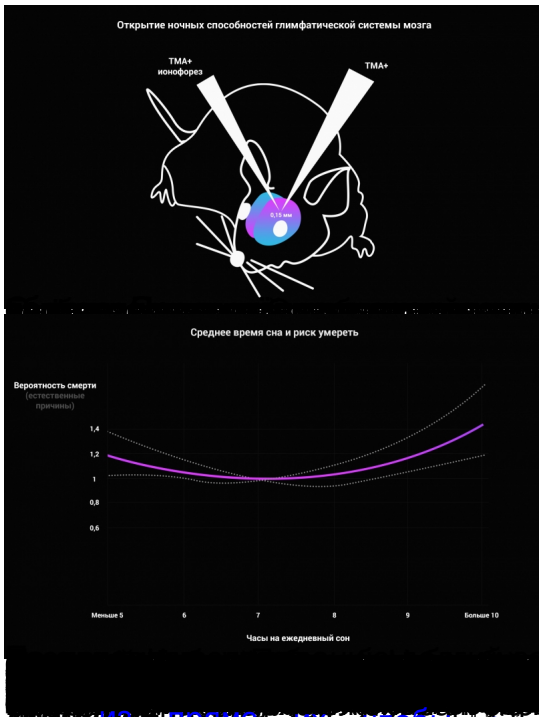 Открытие ночных способностей глимфатической системы мозга
ТМА+
ионофорез
ТМА+
0,15 мм
Среднее время сна и риск умереть
Вероятность смерти
(естественные
причины)
1,4
1,2
1
0,8
0,6
Меньше 5
6
7
8
9
Больше 10
Часы на ежедневный сон